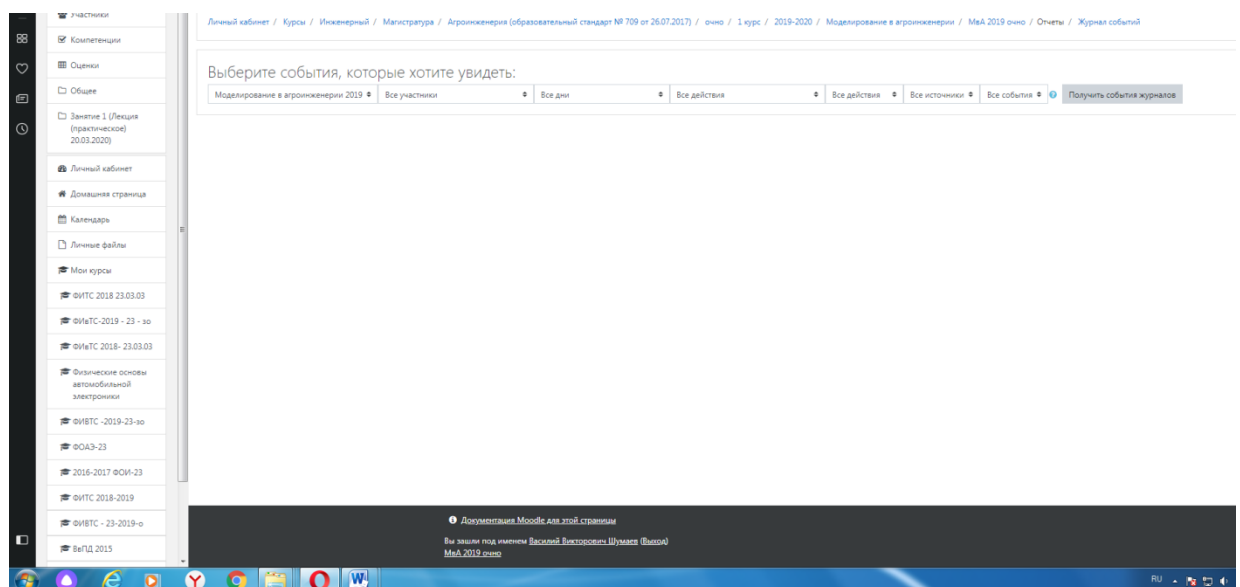 Участники
Компетенции
Оценки
Общее
Занятие 1 (Лекция
(практическое)
20.03.2020)
Личный кабинет
Домашняя страница
Календарь
Личные файлы
Мои курсы
ФИТС 2018 23.03.03
ФИвТС-2019 - 23 - зо
ФИвТС 2018- 23.03.03
Физические основы
автомобильной
электроники
ФИВТС -2019-23-зо
ФОАЭ-23
2016-2017 ФОИ-23
ФИТС 2018-2019
ФИВТС - 23-2019-о
ВвПД 2015
Личный кабинет / Курсы / Инженерный / Магистратура / Агроинженерия (образовательный стандарт № 709 от 26.07.2017) / очно / 1 курс / 2019-2020 / Моделирование в агроинженерии / МвА 2019 очно / Отчеты / Журнал событий
Выберите события, которые хотите увидеть:
Моделирование в агроинженерии 2019 Все участники Все дни Все действия Все действия Все источники Все события Получить события журналов
Документация Moodle для этой страницы
Вы зашли под именем Василий Викторович Шумаев (Выход)
МвА 2019 очно
RU